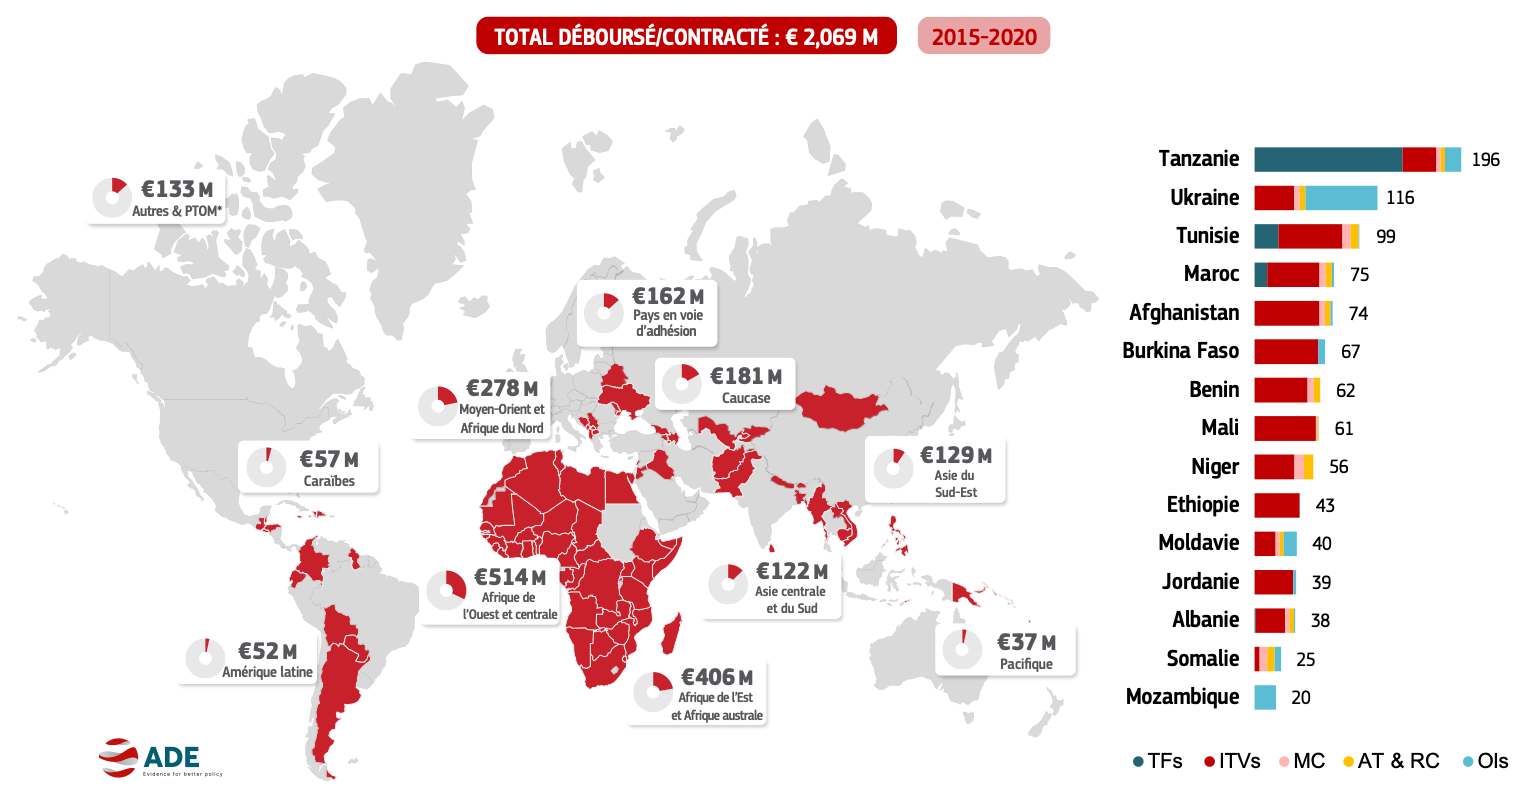 TOTAL DÉBOURSÉ/CONTRACTÉ : € 2,069 M
2015-2020
€133 M
Autres & PTOM*
€162 M
Pays en voie
d'adhésion
€278 M
Moyen-Orient et
Afrique du Nord
€181 M
Caucase
€57 M
Caraïbes
€129 M
Asie du
Sud-Est
€514 M
Afrique de
l'Ouest et centrale
€122 M
Asie centrale
et du Sud
€52 M
Amérique latine
€37 M
Pacifique
€406 M
Afrique de l'Est
et Afrique australe
ADE
Evidence for better policy
Tanzanie 196
Ukraine 116
Tunisie 99
Maroc 75
Afghanistan 74
Burkina Faso 67
Benin 62
Mali 61
Niger 56
Ethiopie 43
Moldavie 40
Jordanie 39
Albanie 38
Somalie 25
Mozambique 20
TFs ITVs MC AT & RC OIs